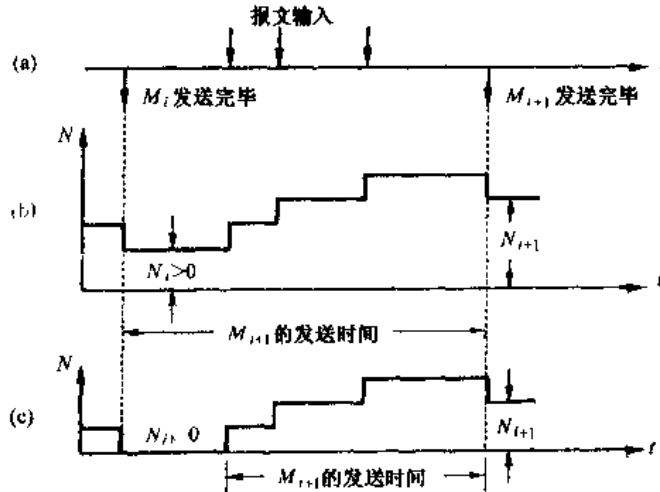 报文输入
(a)
M_i 发送完毕
M_{i+1} 发送完毕
N
(b)
N_i>0
N_{i+1}
t
M_{i+1} 的发送时间
N
(c)
N_i = 0
N_{i+1}
t
M_{i+1} 的发送时间